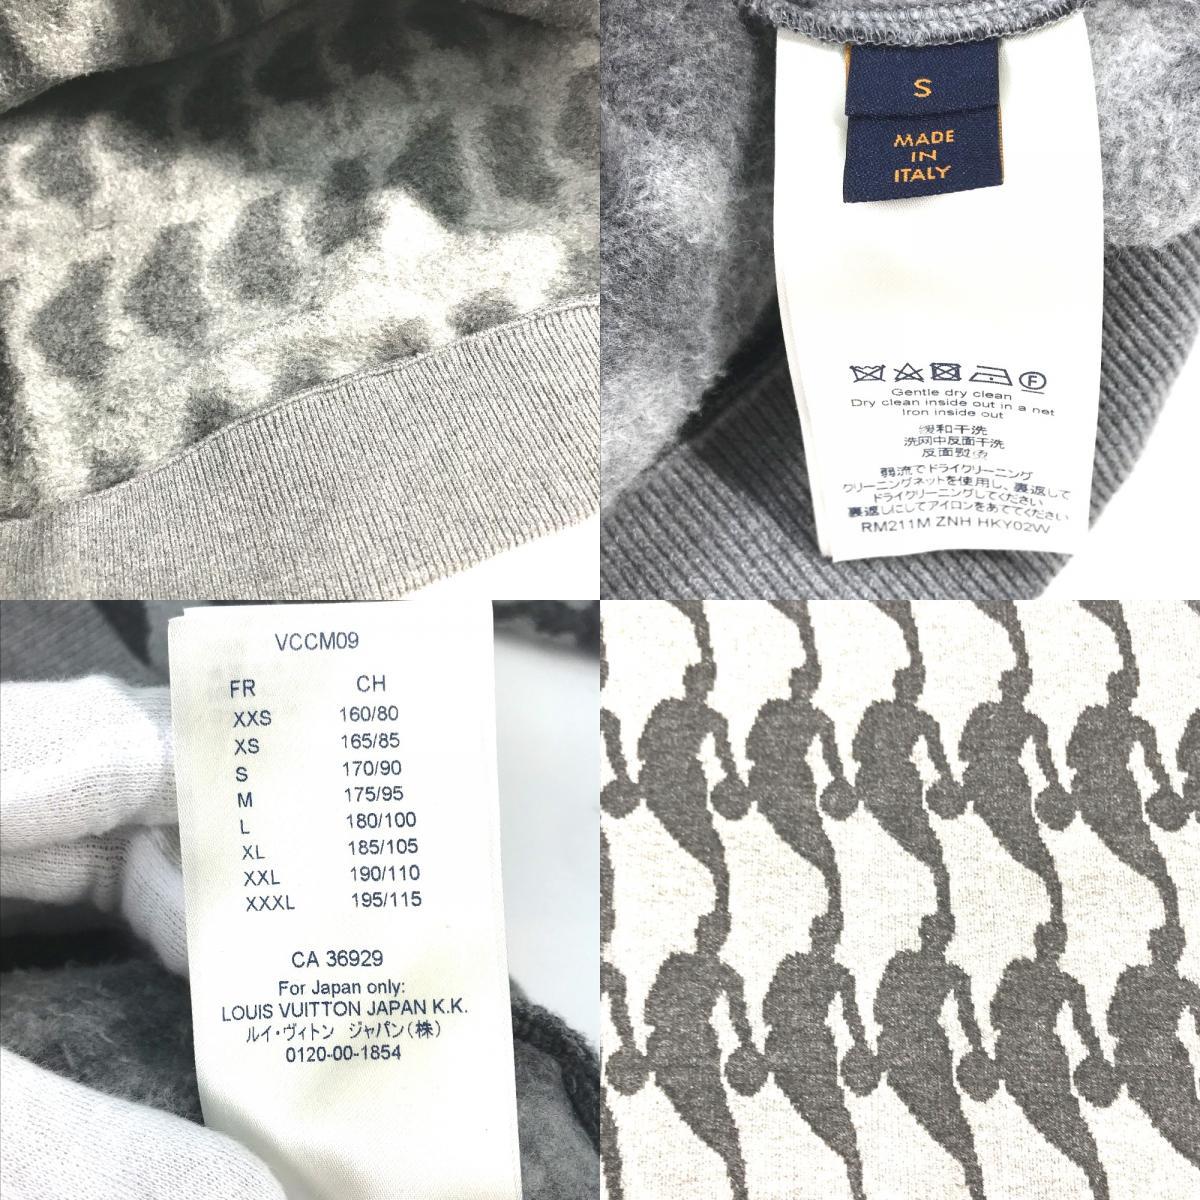 S
MADE
IN
ITALY
Gentle dry clean
Dry clean inside out in a net
Iron inside out
缓和干洗
洗网中反面干洗
反面熨烫
弱流でドライクリーニング
クリーニングネットを使用し、裏返して
ドライクリーニングしてください
裏返しにしてアイロンをあててください
RM211M ZNH HKY02W
F
VCCM09
FR CH
XXS 160/80
XS 165/85
S 170/90
M 175/95
L 180/100
XL 185/105
XXL 190/110
XXXL 195/115
CA 36929
For Japan only:
LOUIS VUITTON JAPAN K.K.
ルイ・ヴィトン ジャパン(株)
0120-00-1854